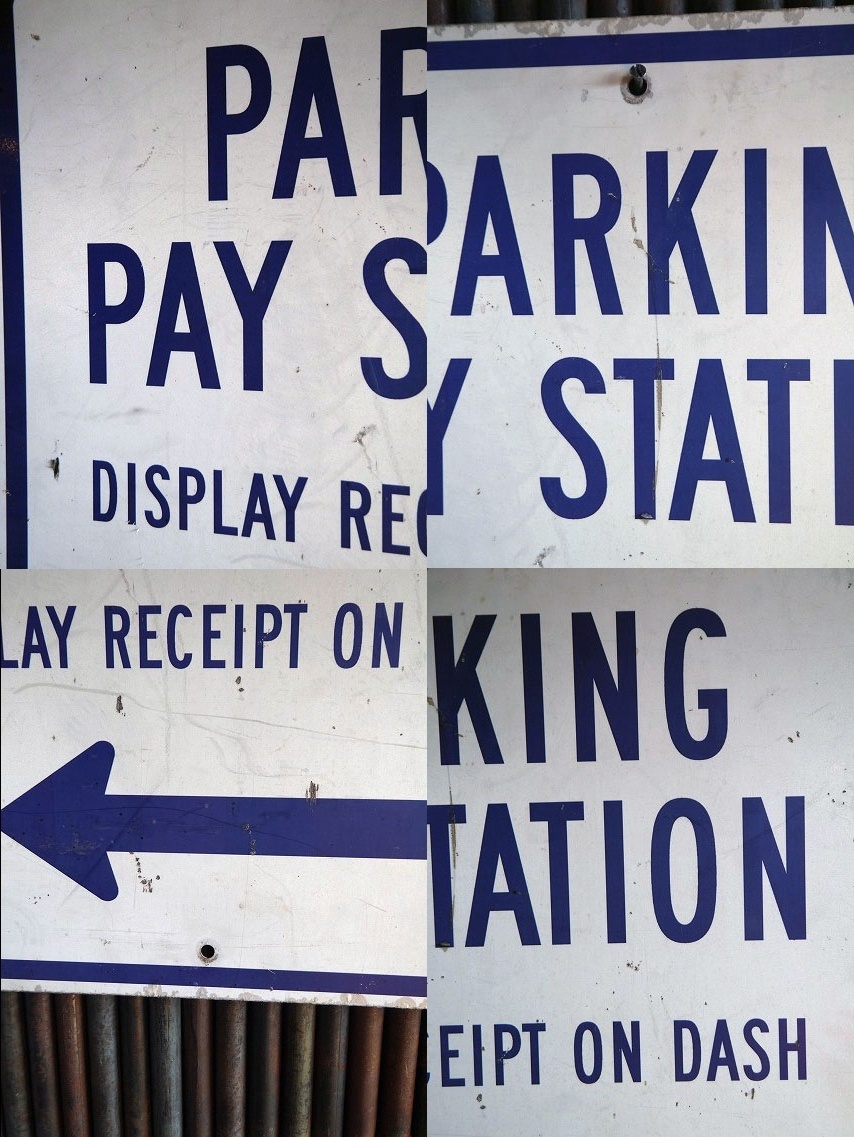 PAR
PAY S
DISPLAY REC
PARKIN
Y STATI
LAY RECEIPT ON
KING
TATION
CEIPT ON DASH